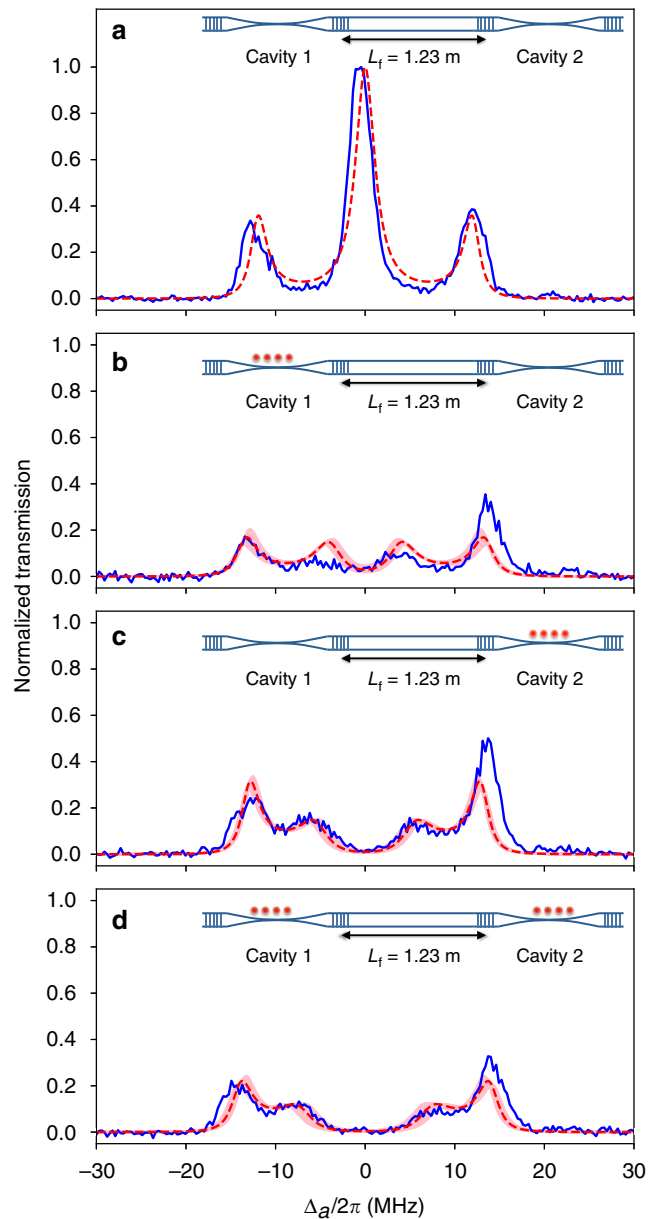 a
Cavity 1
L_f = 1.23 m
Cavity 2
1.0
0.8
0.6
0.4
0.2
0.0
b
Cavity 1
L_f = 1.23 m
Cavity 2
1.0
0.8
0.6
0.4
0.2
0.0
c
Cavity 1
L_f = 1.23 m
Cavity 2
1.0
0.8
0.6
0.4
0.2
0.0
d
Cavity 1
L_f = 1.23 m
Cavity 2
1.0
0.8
0.6
0.4
0.2
0.0
Normalized transmission
−30
−20
−10
0
10
20
30
Δa/2π (MHz)